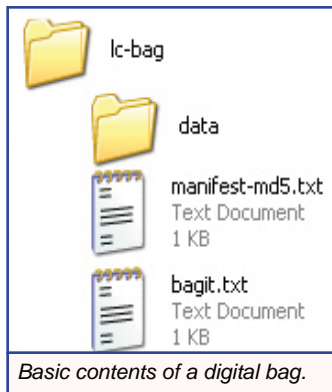 lc-bag
data
manifest-md5.txt
Text Document
1 KB
bagit.txt
Text Document
1 KB
Basic contents of a digital bag.